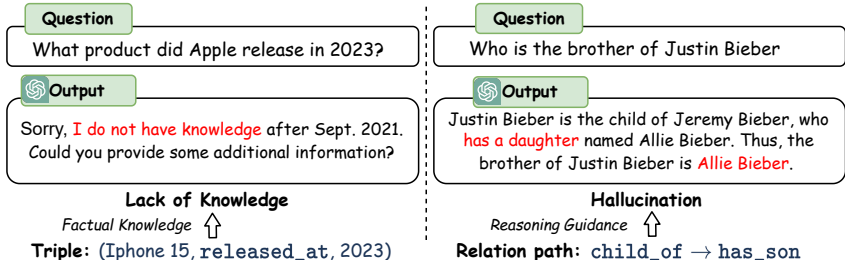 Question
What product did Apple release in 2023?
Output
Sorry, I do not have knowledge after Sept. 2021.
Could you provide some additional information?
Lack of Knowledge
Factual Knowledge
Triple: (Iphone 15, released_at, 2023)
Question
Who is the brother of Justin Bieber
Output
Justin Bieber is the child of Jeremy Bieber, who
has a daughter named Allie Bieber. Thus, the
brother of Justin Bieber is Allie Bieber.
Hallucination
Reasoning Guidance
Relation path: child_of → has_son